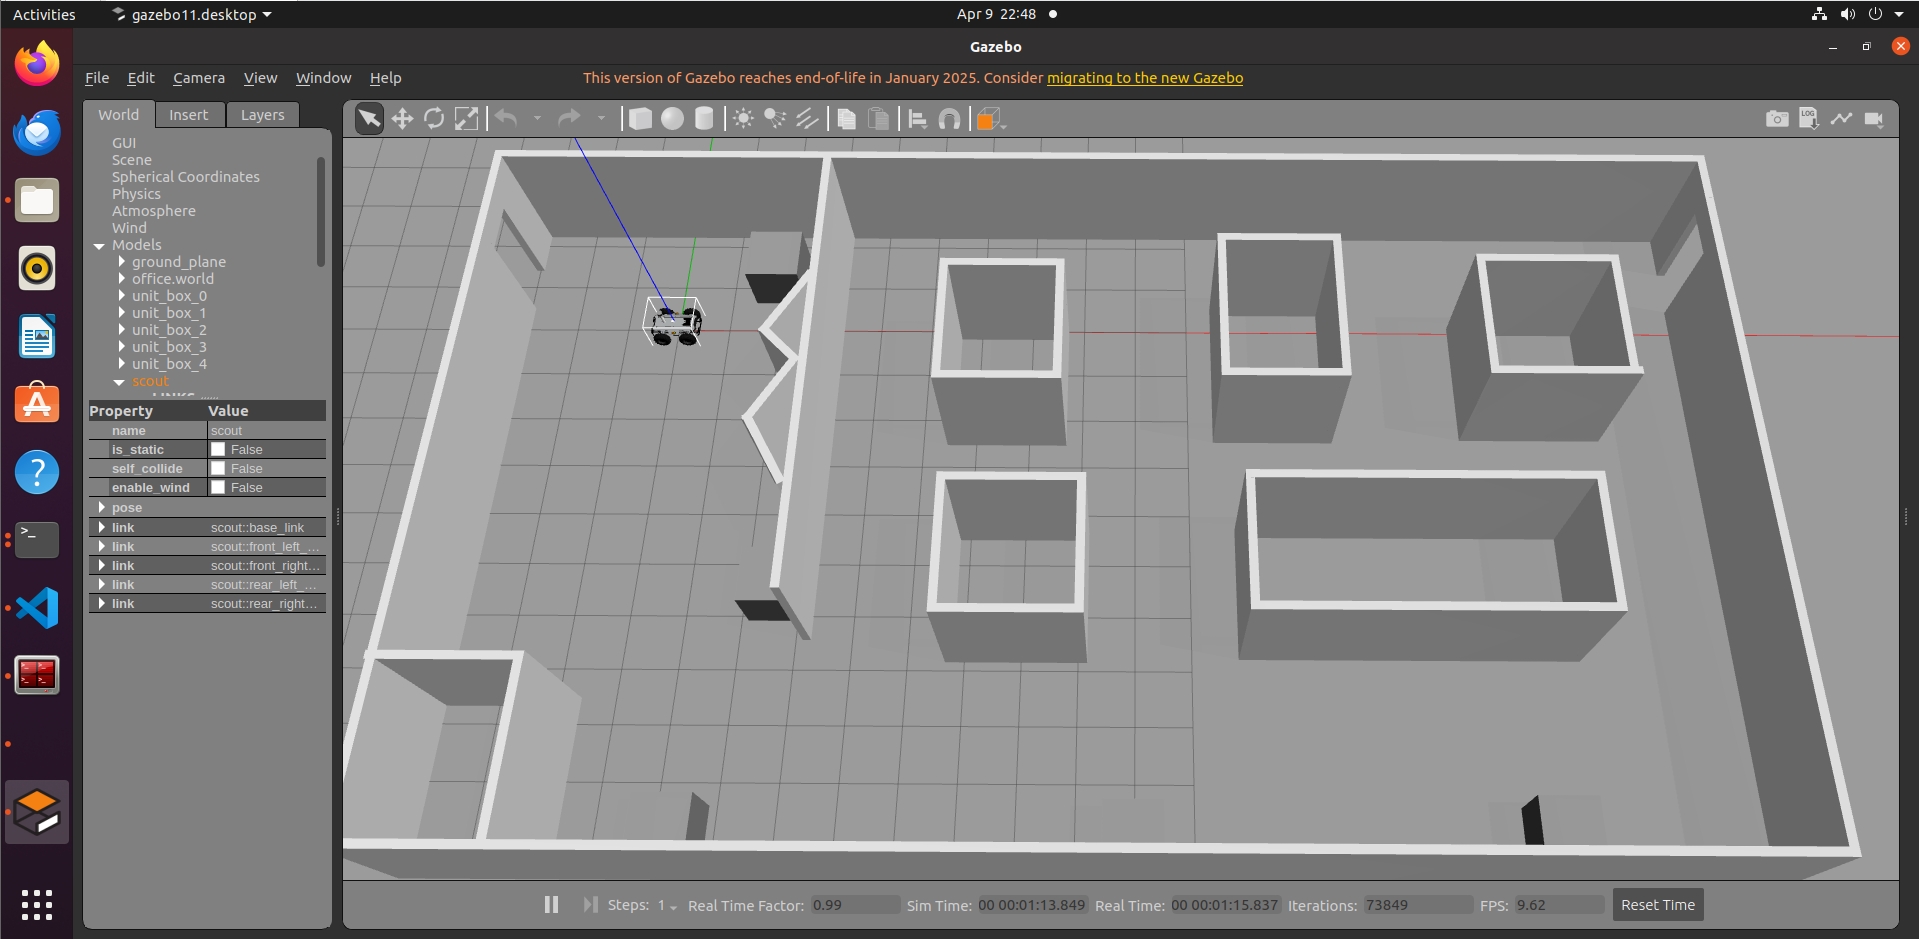 Activities gazebo11.desktop Apr 9 22:48
Gazebo
File Edit Camera View Window Help This version of Gazebo reaches end-of-life in January 2025. Consider migrating to the new Gazebo
World Insert Layers
LOG
GUI
Scene
Spherical Coordinates
Physics
Atmosphere
Wind
Models
ground_plane
office.world
unit_box_0
unit_box_1
unit_box_2
unit_box_3
unit_box_4
scout
Property Value
name scout
is_static False
self_collide False
enable_wind False
pose
link scout::base_link
link scout::front_left_...
link scout::front_right...
link scout::rear_left_...
link scout::rear_right...
Steps: 1 Real Time Factor: 0.99 Sim Time: 00 00:01:13.849 Real Time: 00 00:01:15.837 Iterations: 73849 FPS: 9.62 Reset Time